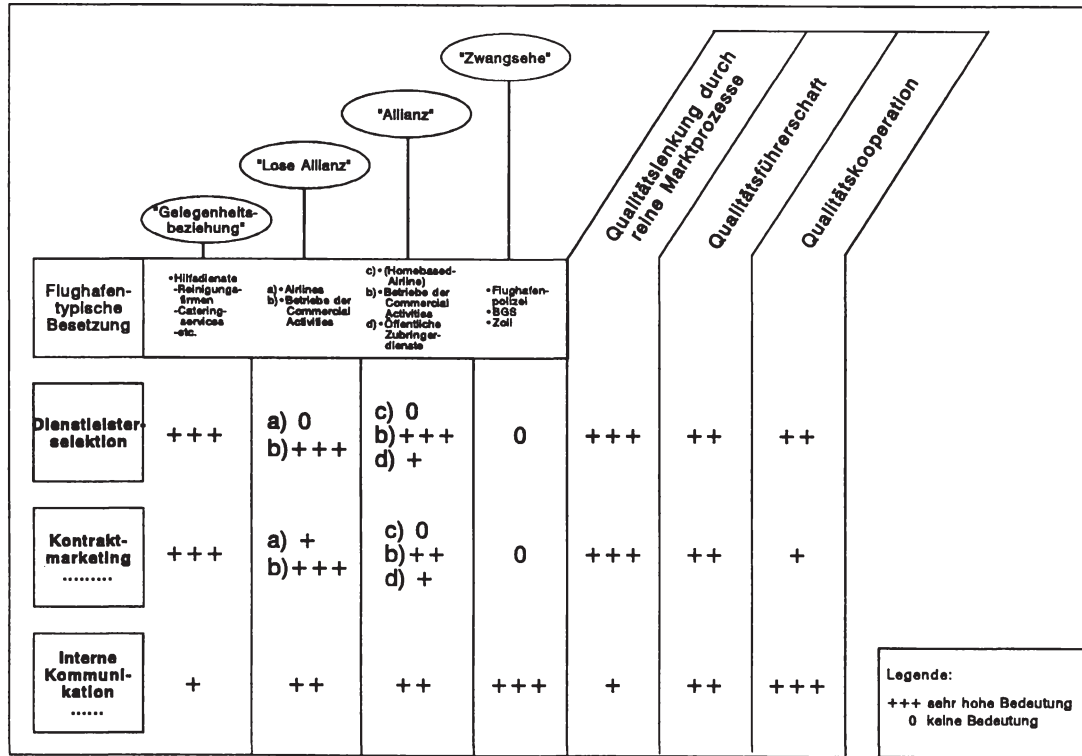 "Zwangsehe"
"Allianz"
"Lose Allianz"
"Gelegenheits-
beziehung"
Qualitätslenkung durch
reine Marktprozesse
Qualitätsführerschaft
Qualitätskooperation
Flughafen-
typische
Besetzung
•Hilfsdienste
-Reinigungs-
firmen
-Catering-
services
-etc.
a)•Airlines
b)•Betriebe der
Commercial
Activities
c)•(Homebased-
Airline)
b)•Betriebe der
Commercial
Activities
d)•Öffentliche
Zubringer-
dienste
•Flughafen-
polizei
•BGS
•Zoll
Dienstleister-
selektion
+++
a) 0
b)+++
c) 0
b)+++
d) +
0
+++
++
++
Kontrakt-
marketing
.........
+++
a) +
b)+++
c) 0
b)++
d) +
0
+++
++
+
Interne
Kommuni-
kation
......
+
++
++
+++
+
++
+++
Legende:
+++ sehr hohe Bedeutung
0 keine Bedeutung